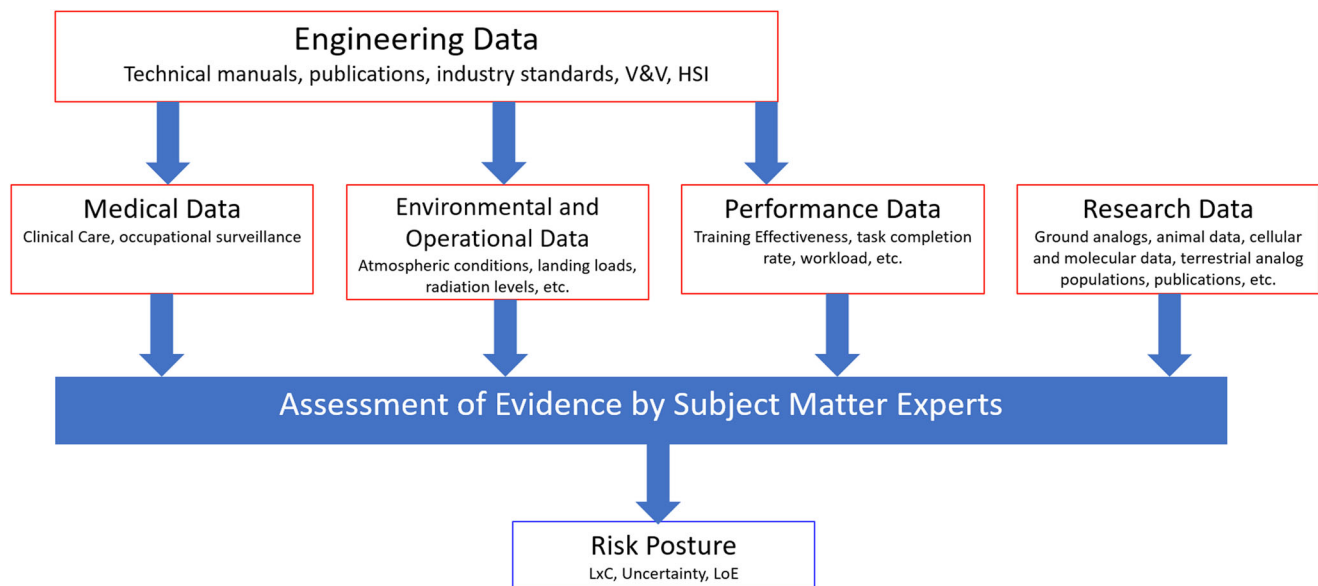 Engineering Data
Technical manuals, publications, industry standards, V&V, HSI
Medical Data
Clinical Care, occupational surveillance
Environmental and
Operational Data
Atmospheric conditions, landing loads,
radiation levels, etc.
Performance Data
Training Effectiveness, task completion
rate, workload, etc.
Research Data
Ground analogs, animal data, cellular
and molecular data, terrestrial analog
populations, publications, etc.
Assessment of Evidence by Subject Matter Experts
Risk Posture
LxC, Uncertainty, LoE